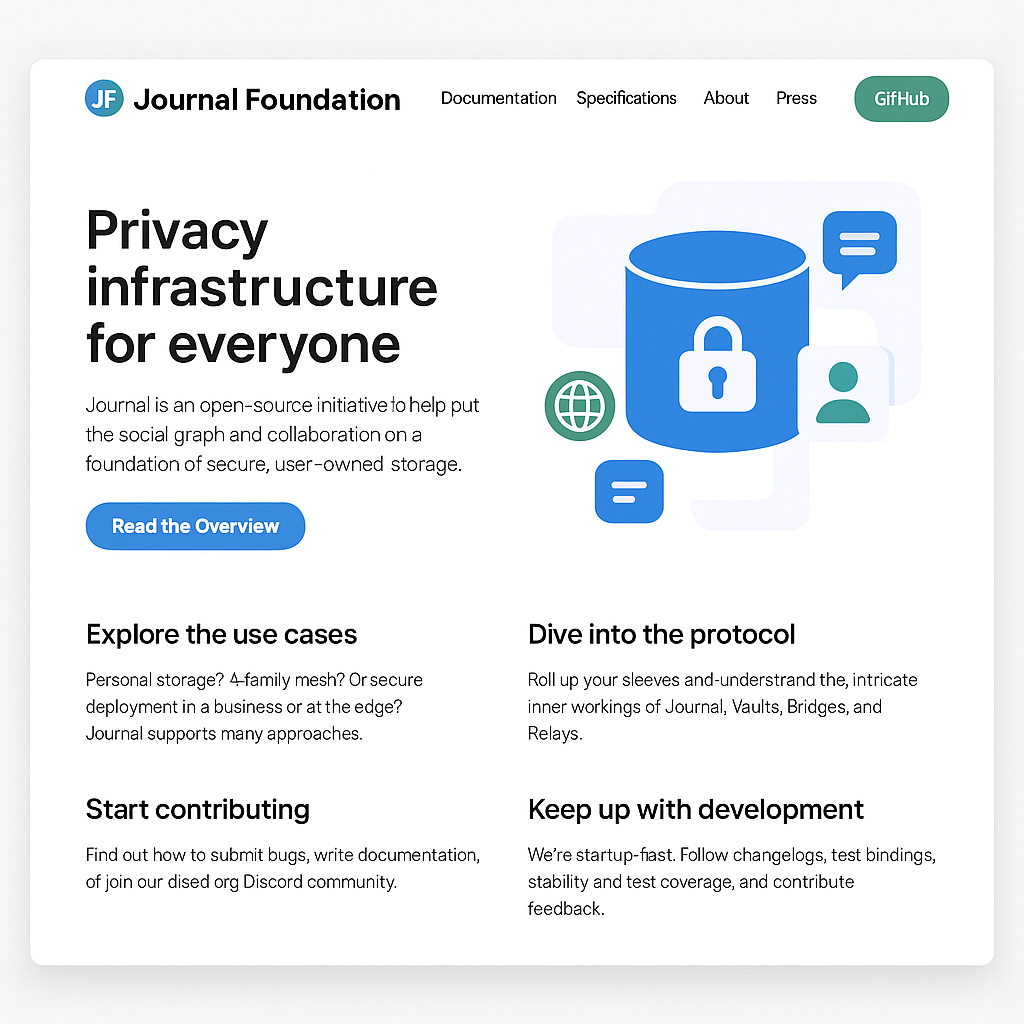 JF Journal Foundation Documentation Specifications About Press GifHub
Privacy
infrastructure
for everyone
Journal is an open-source initiative to help put
the social graph and collaboration on a
foundation of secure, user-owned storage.
Read the Overview
Explore the use cases
Personal storage? A-family mesh? Or secure
deployment in a business or at the edge?
Journal supports many approaches.
Dive into the protocol
Roll up your sleeves and-understrand the, intricate
inner workings of Journal, Vaults, Bridges, and
Relays.
Start contributing
Find out how to submit bugs, write documentation,
of join our dised org Discord community.
Keep up with development
We're startup-fast. Follow changelogs, test bindings,
stability and test coverage, and contribute
feedback.